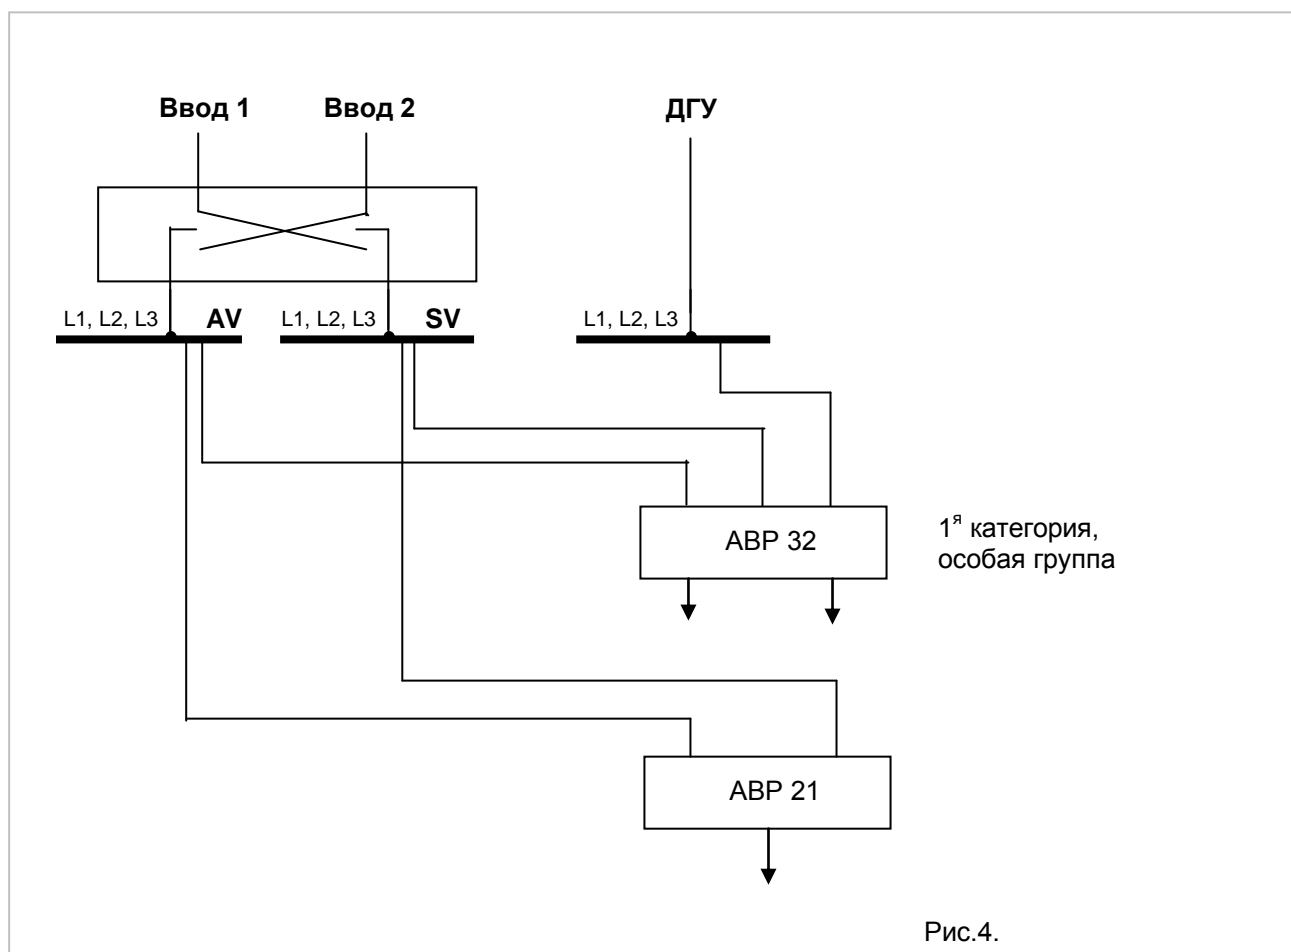 Ввод 1 Ввод 2 ДГУ
L1, L2, L3 AV L1, L2, L3 SV L1, L2, L3
АВР 32
1я категория,
особая группа
АВР 21
Рис.4.